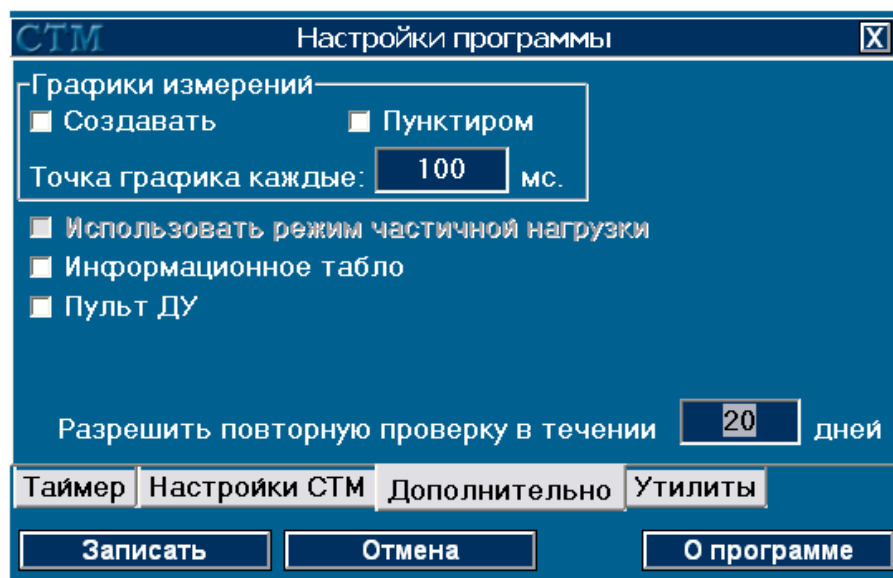 СТМ Настройки программы X
Графики измерений
Создавать Пунктиром
Точка графика каждые: 100 мс.
Использовать режим частичной нагрузки
Информационное табло
Пульт ДУ
Разрешить повторную проверку в течении 20 дней
Таймер Настройки СТМ Дополнительно Утилиты
Записать Отмена О программе